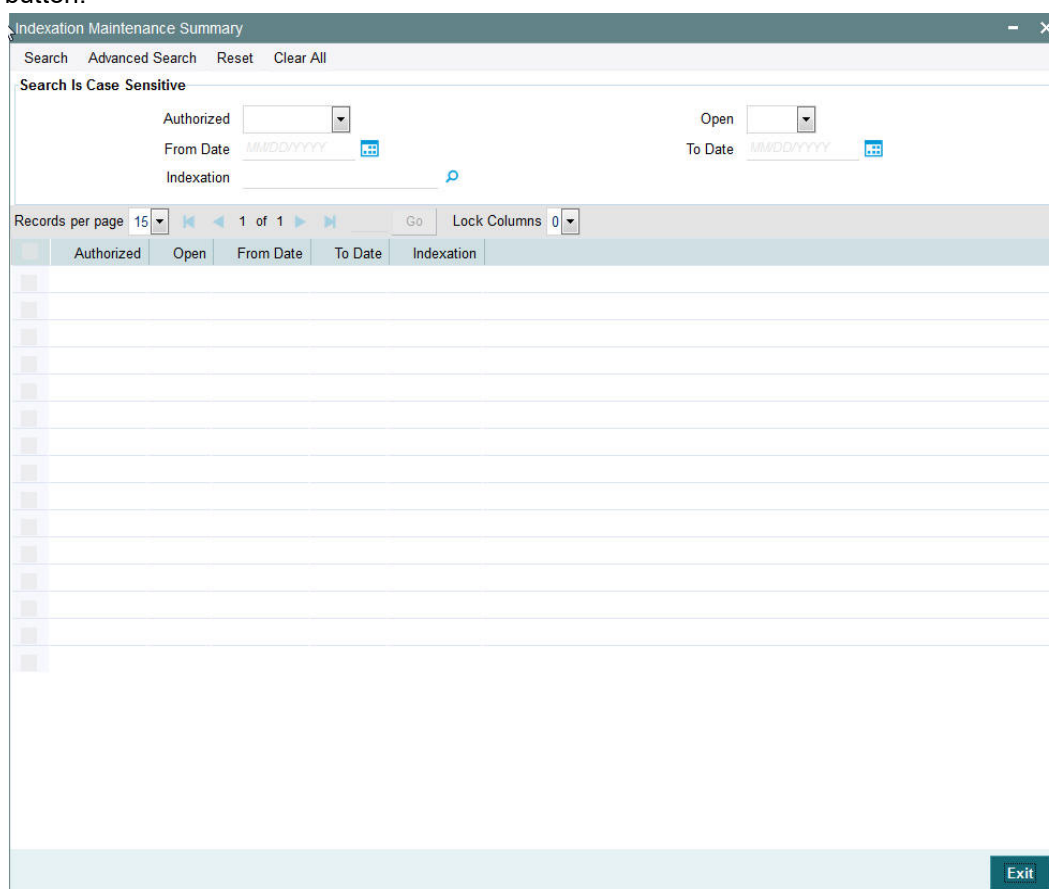 button.
Indexation Maintenance Summary
Search Advanced Search Reset Clear All
Search Is Case Sensitive
Authorized Open
From Date MM/DD/YYYY To Date MM/DD/YYYY
Indexation
Records per page 15 1 of 1 Go Lock Columns 0
Authorized Open From Date To Date Indexation
Exit